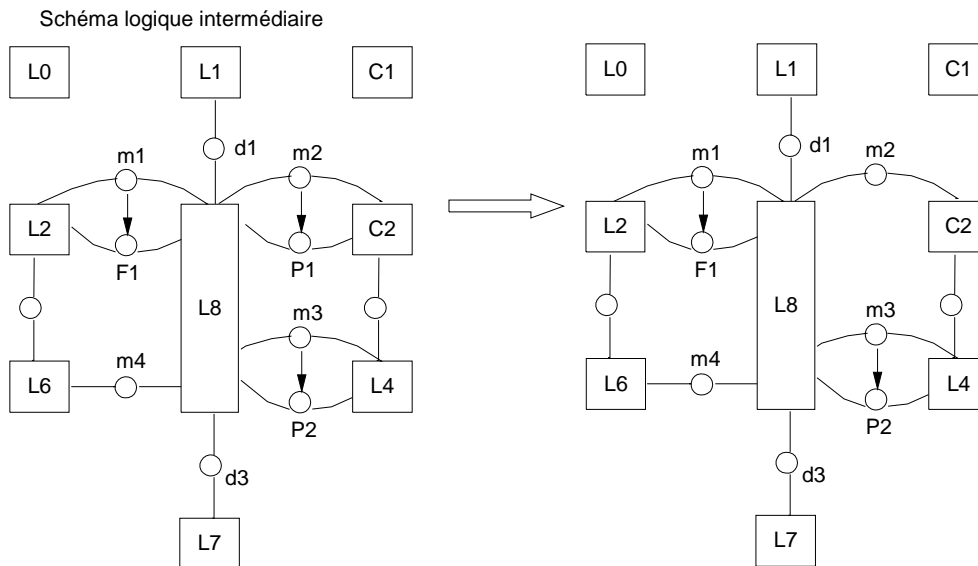 Schéma logique intermédiaire
L0 L1 C1
d1
m1 m2
L2 C2
F1 P1
L8
m3
m4
L6 L4
P2
d3
L7
L0 L1 C1
d1
m1 m2
L2 C2
F1
L8
m3
m4
L6 L4
P2
d3
L7